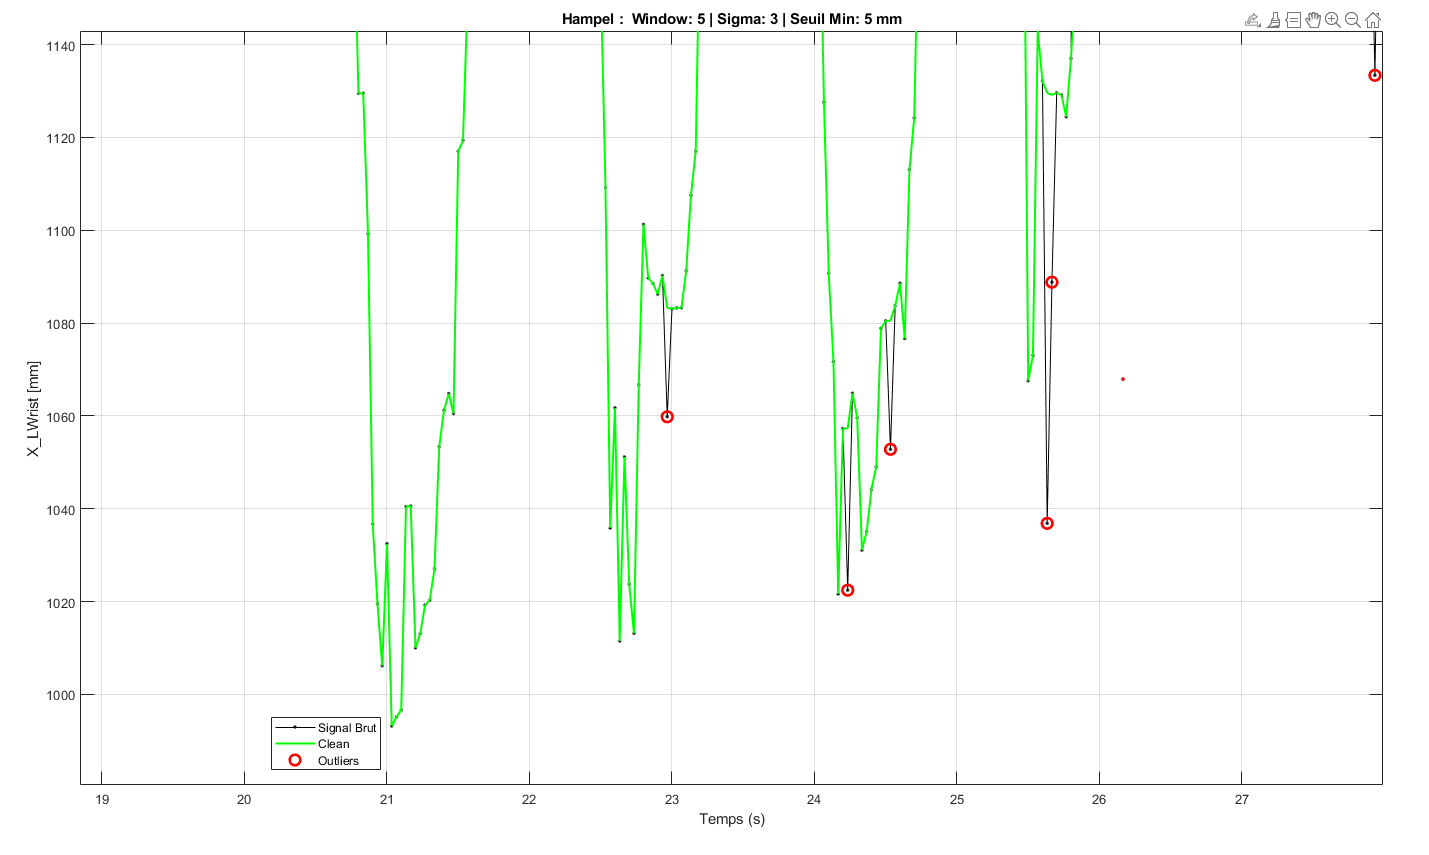 Hampel :  Window: 5 | Sigma: 3 | Seuil Min: 5 mm
1140
1120
1100
1080
1060
1040
1020
1000
X_LWrist [mm]
Signal Brut
Clean
Outliers
19 20 21 22 23 24 25 26 27
Temps (s)